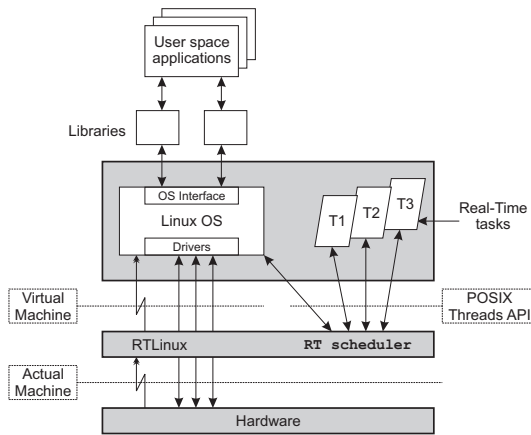 User space
applications
Libraries
OS Interface
Linux OS
Drivers
T1
T2
T3
Real-Time
tasks
Virtual
Machine
POSIX
Threads API
RTLinux
RT scheduler
Actual
Machine
Hardware